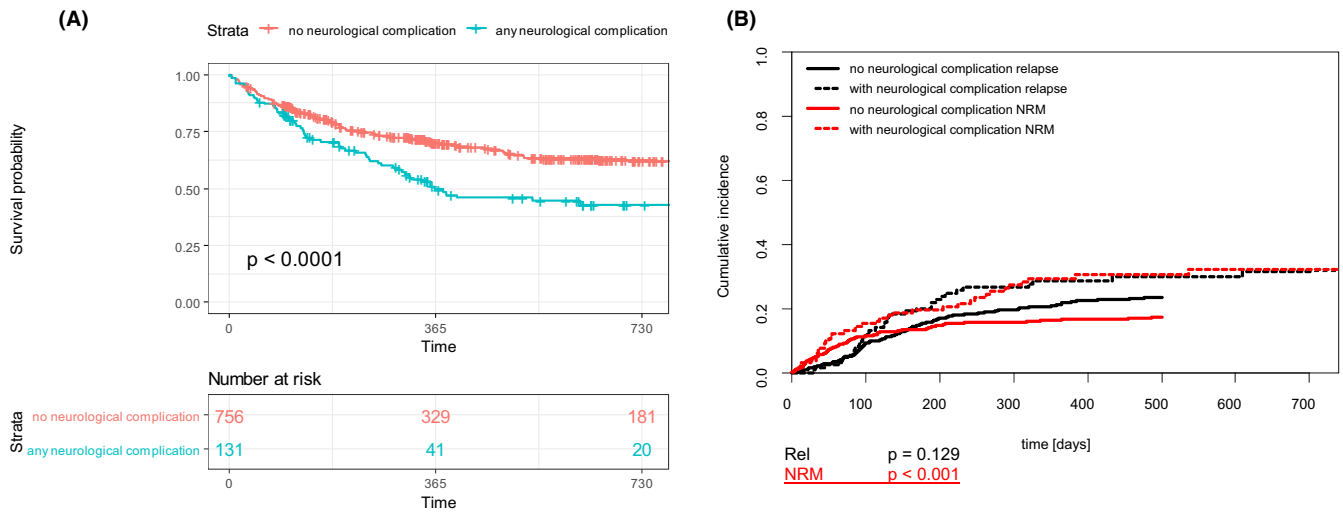 (A)
Strata no neurological complication any neurological complication
Survival probability
1.00
0.75
0.50
0.25
0.00
p < 0.0001
0 365 730
Time
Number at risk
Strata
no neurological complication 756 329 181
any neurological complication 131 41 20
0 365 730
Time
(B)
Cumulative incidence
1.0
0.8
0.6
0.4
0.2
0.0
no neurological complication relapse
with neurological complication relapse
no neurological complication NRM
with neurological complication NRM
0 100 200 300 400 500 600 700
time [days]
Rel p = 0.129
NRM p < 0.001